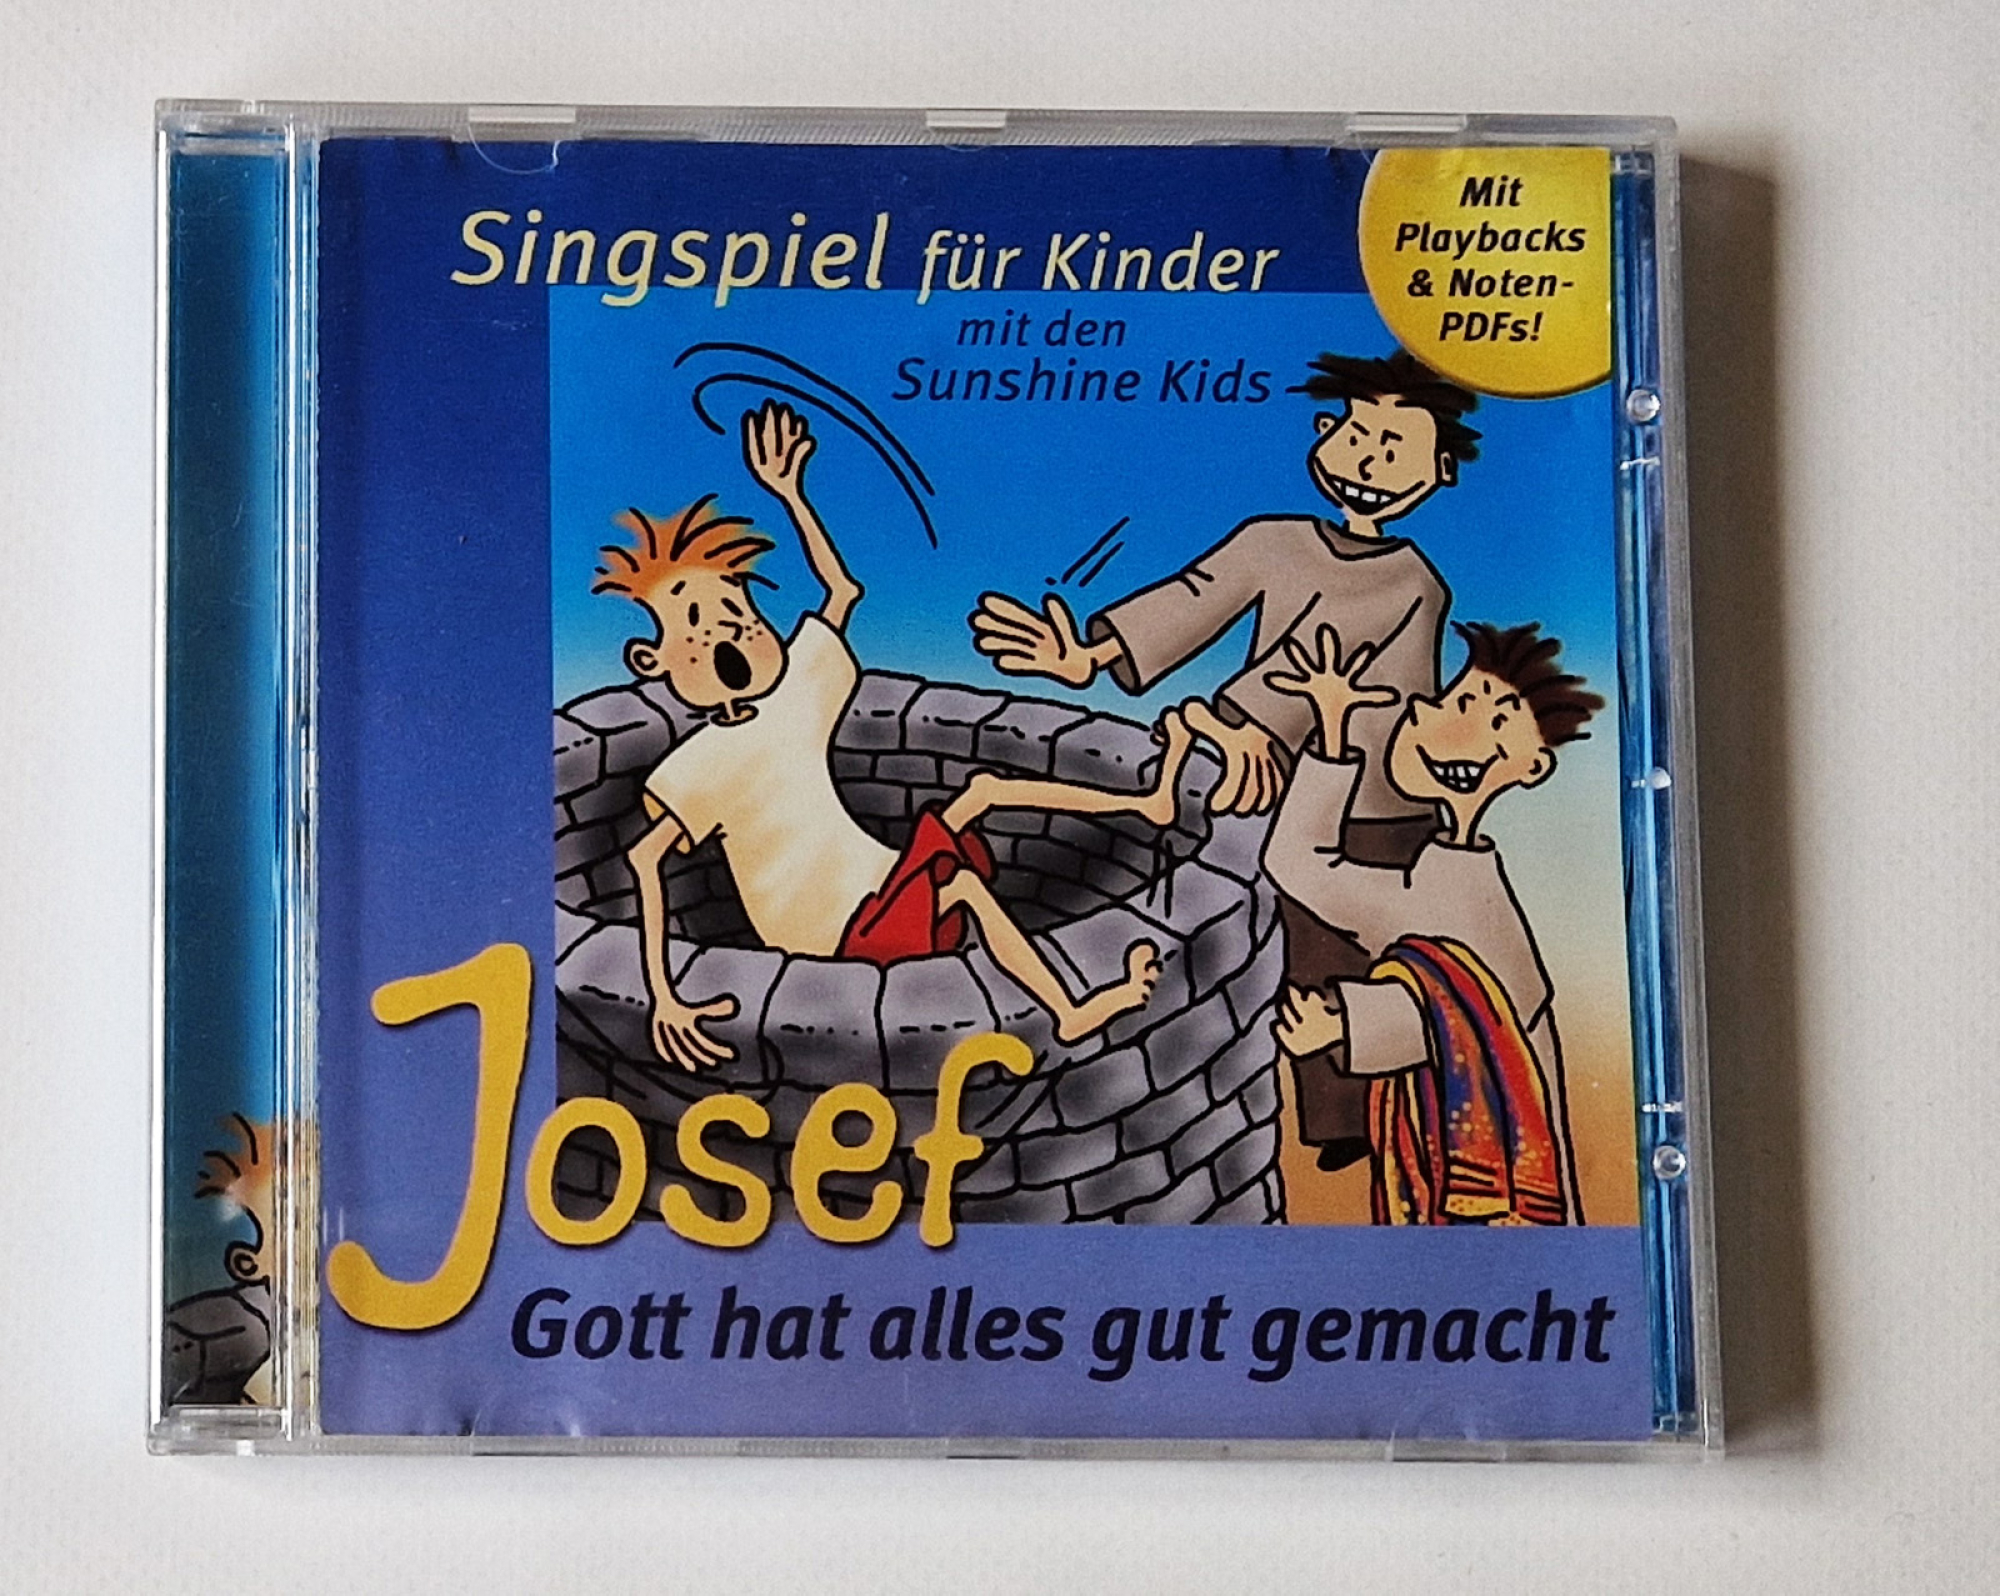 Singspiel für Kinder
mit den
Sunshine Kids
Mit
Playbacks
& Noten-
PDFs!
Josef
Gott hat alles gut gemacht